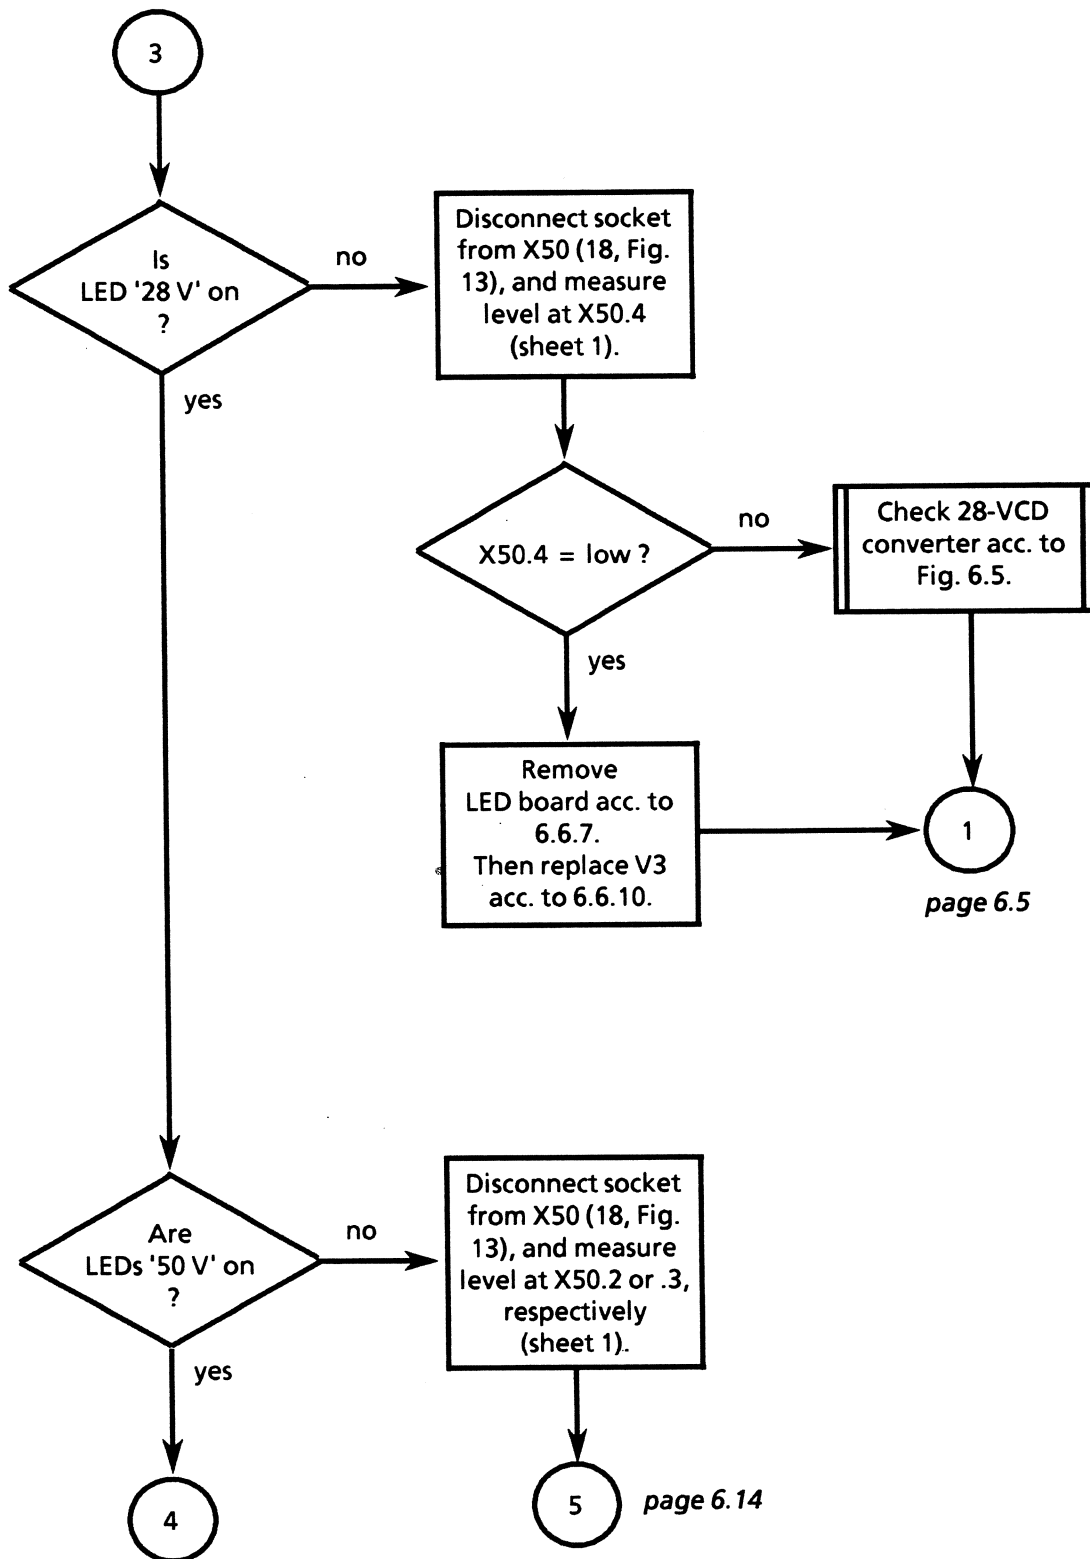 3
Is
LED '28 V' on
?
no
yes
Disconnect socket
from X50 (18, Fig.
13), and measure
level at X50.4
(sheet 1).
X50.4 = low ?
no
yes
Check 28-VCD
converter acc. to
Fig. 6.5.
Remove
LED board acc. to
6.6.7.
Then replace V3
acc. to 6.6.10.
1
page 6.5
Are
LEDs '50 V' on
?
no
yes
Disconnect socket
from X50 (18, Fig.
13), and measure
level at X50.2 or .3,
respectively
(sheet 1).
4
5
page 6.14